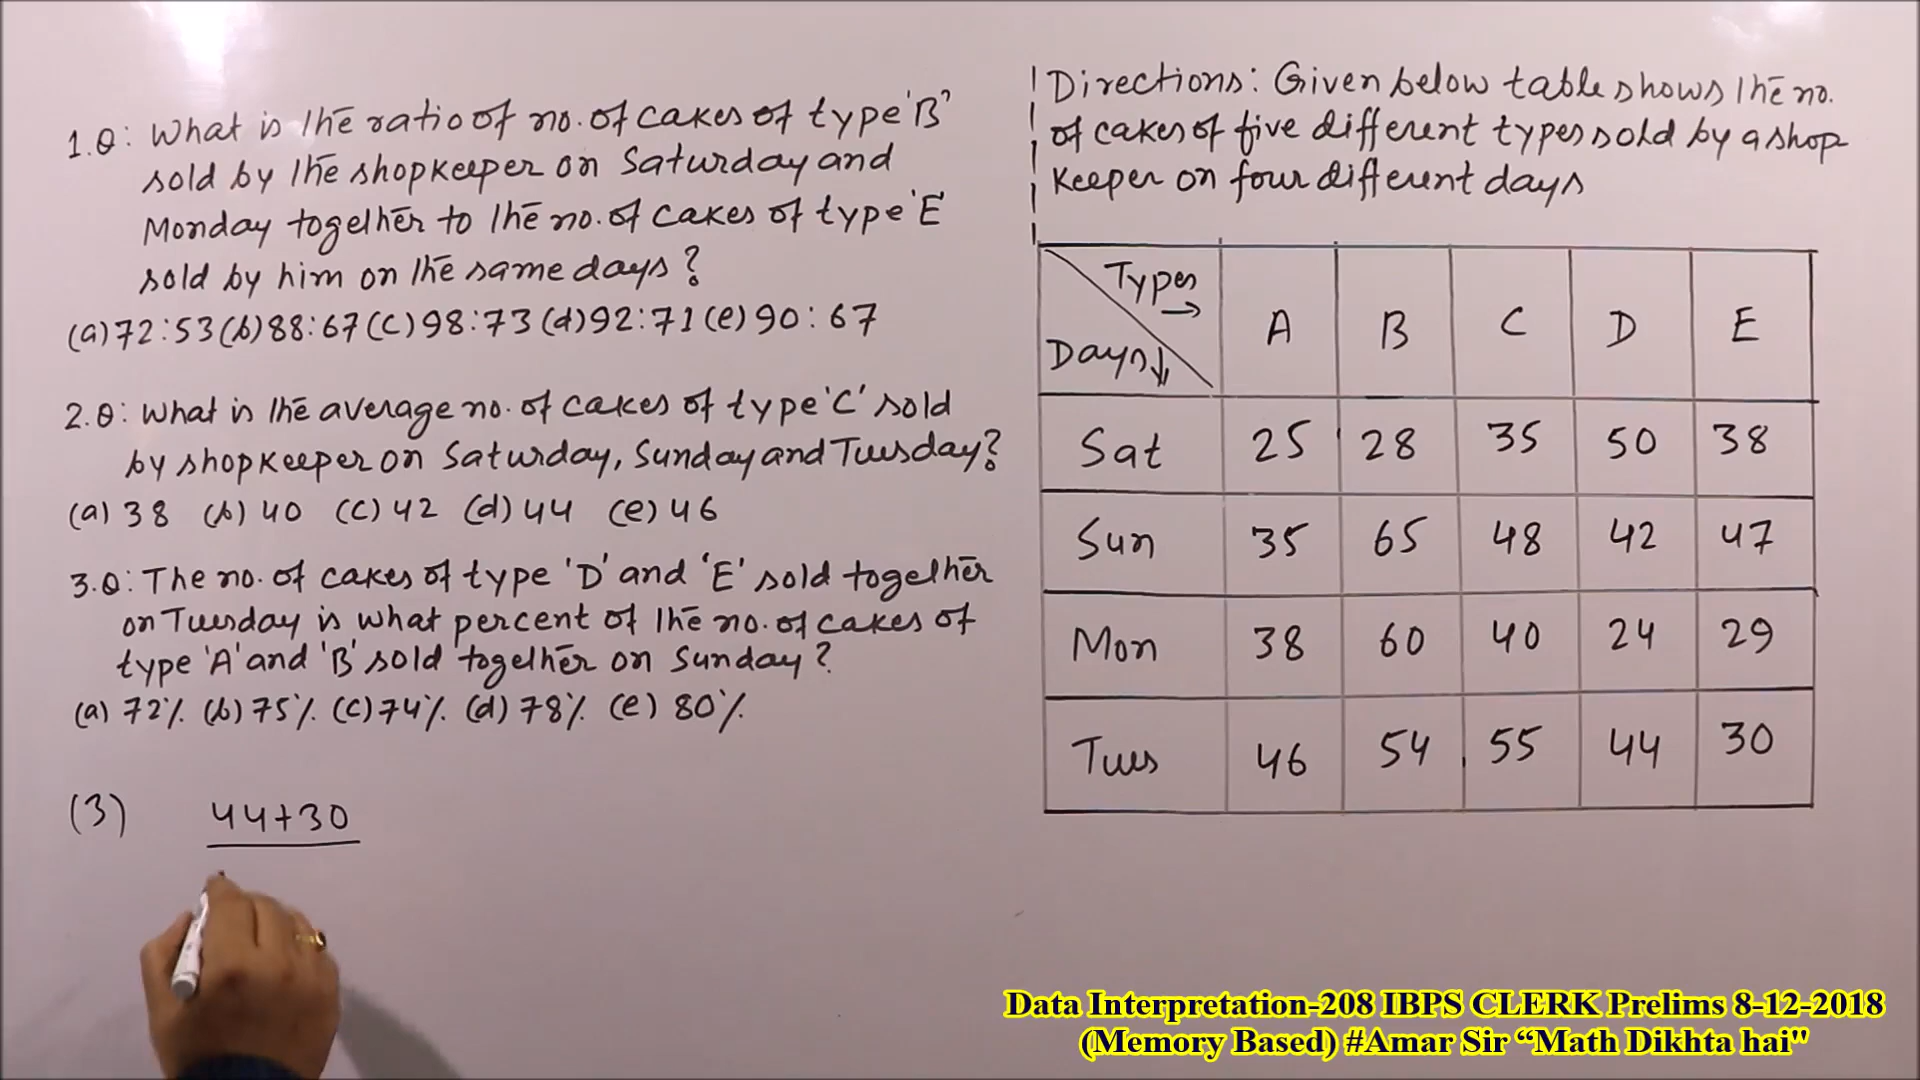 1.Q: What is the ratio of no. of cakes of type 'B'
sold by the shopkeeper on Saturday and
Monday together to the no. of cakes of type 'E'
sold by him on the same days?
(a) 72:53 (b) 88:67 (c) 98:73 (d) 92:71 (e) 90:67
2.Q: What is the average no. of cakes of type 'C' sold
by shopkeeper on Saturday, Sunday and Tuesday?
(a) 38 (b) 40 (c) 42 (d) 44 (e) 46
3.Q: The no. of cakes of type 'D' and 'E' sold together
on Tuesday is what percent of the no. of cakes of
type 'A' and 'B' sold together on Sunday?
(a) 72% (b) 75% (c) 74% (d) 78% (e) 80%
(3) 44+30
Directions: Given below table shows the no.
of cakes of five different types sold by a shop
keeper on four different days
Types → A B C D E
Days ↓
Sat 25 28 35 50 38
Sun 35 65 48 42 47
Mon 38 60 40 24 29
Tues 46 54 55 44 30
Data Interpretation-208 IBPS CLERK Prelims 8-12-2018
(Memory Based) #Amar Sir “Math Dikhta hai"